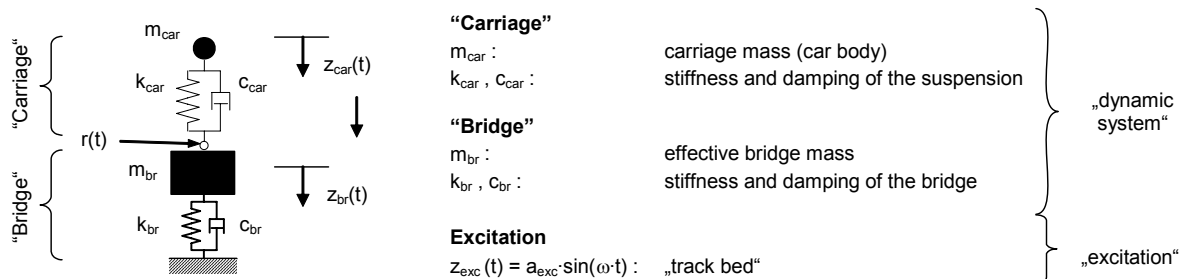 "Carriage"
m_car
k_car
c_car
z_car(t)
r(t)
"Bridge"
m_br
z_br(t)
k_br
c_br
“Carriage”
m_car : carriage mass (car body)
k_car , c_car : stiffness and damping of the suspension
“Bridge”
m_br : effective bridge mass
k_br , c_br : stiffness and damping of the bridge
Excitation
z_exc (t) = a_exc·sin(ω·t) : „track bed“
„dynamic
system“
„excitation“